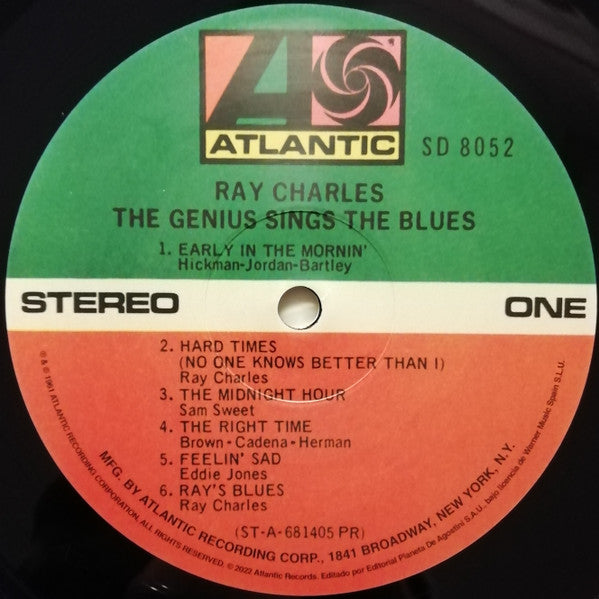 ATLANTIC
SD 8052
RAY CHARLES
THE GENIUS SINGS THE BLUES
1. EARLY IN THE MORNIN'
Hickman-Jordan-Bartley
STEREO
ONE
2. HARD TIMES
(NO ONE KNOWS BETTER THAN I)
Ray Charles
3. THE MIDNIGHT HOUR
Sam Sweet
4. THE RIGHT TIME
Brown-Cadena-Herman
5. FEELIN' SAD
Eddie Jones
6. RAY'S BLUES
Ray Charles
(ST-A-681405 PR)
MFG. BY ATLANTIC RECORDING CORP., 1841 BROADWAY, NEW YORK, N.Y.
℗ & © 1961 ATLANTIC RECORDING CORPORATION. ALL RIGHTS RESERVED. © 2022 Atlantic Records. Editado por Editorial Planeta De Agostini S.A.U., bajo licencia de Warner Music Spain S.L.U.